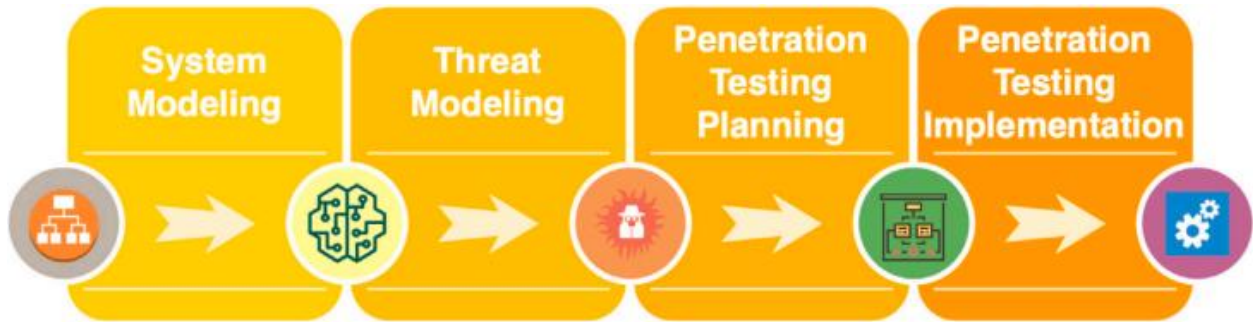 System
Modeling
Threat
Modeling
Penetration
Testing
Planning
Penetration
Testing
Implementation